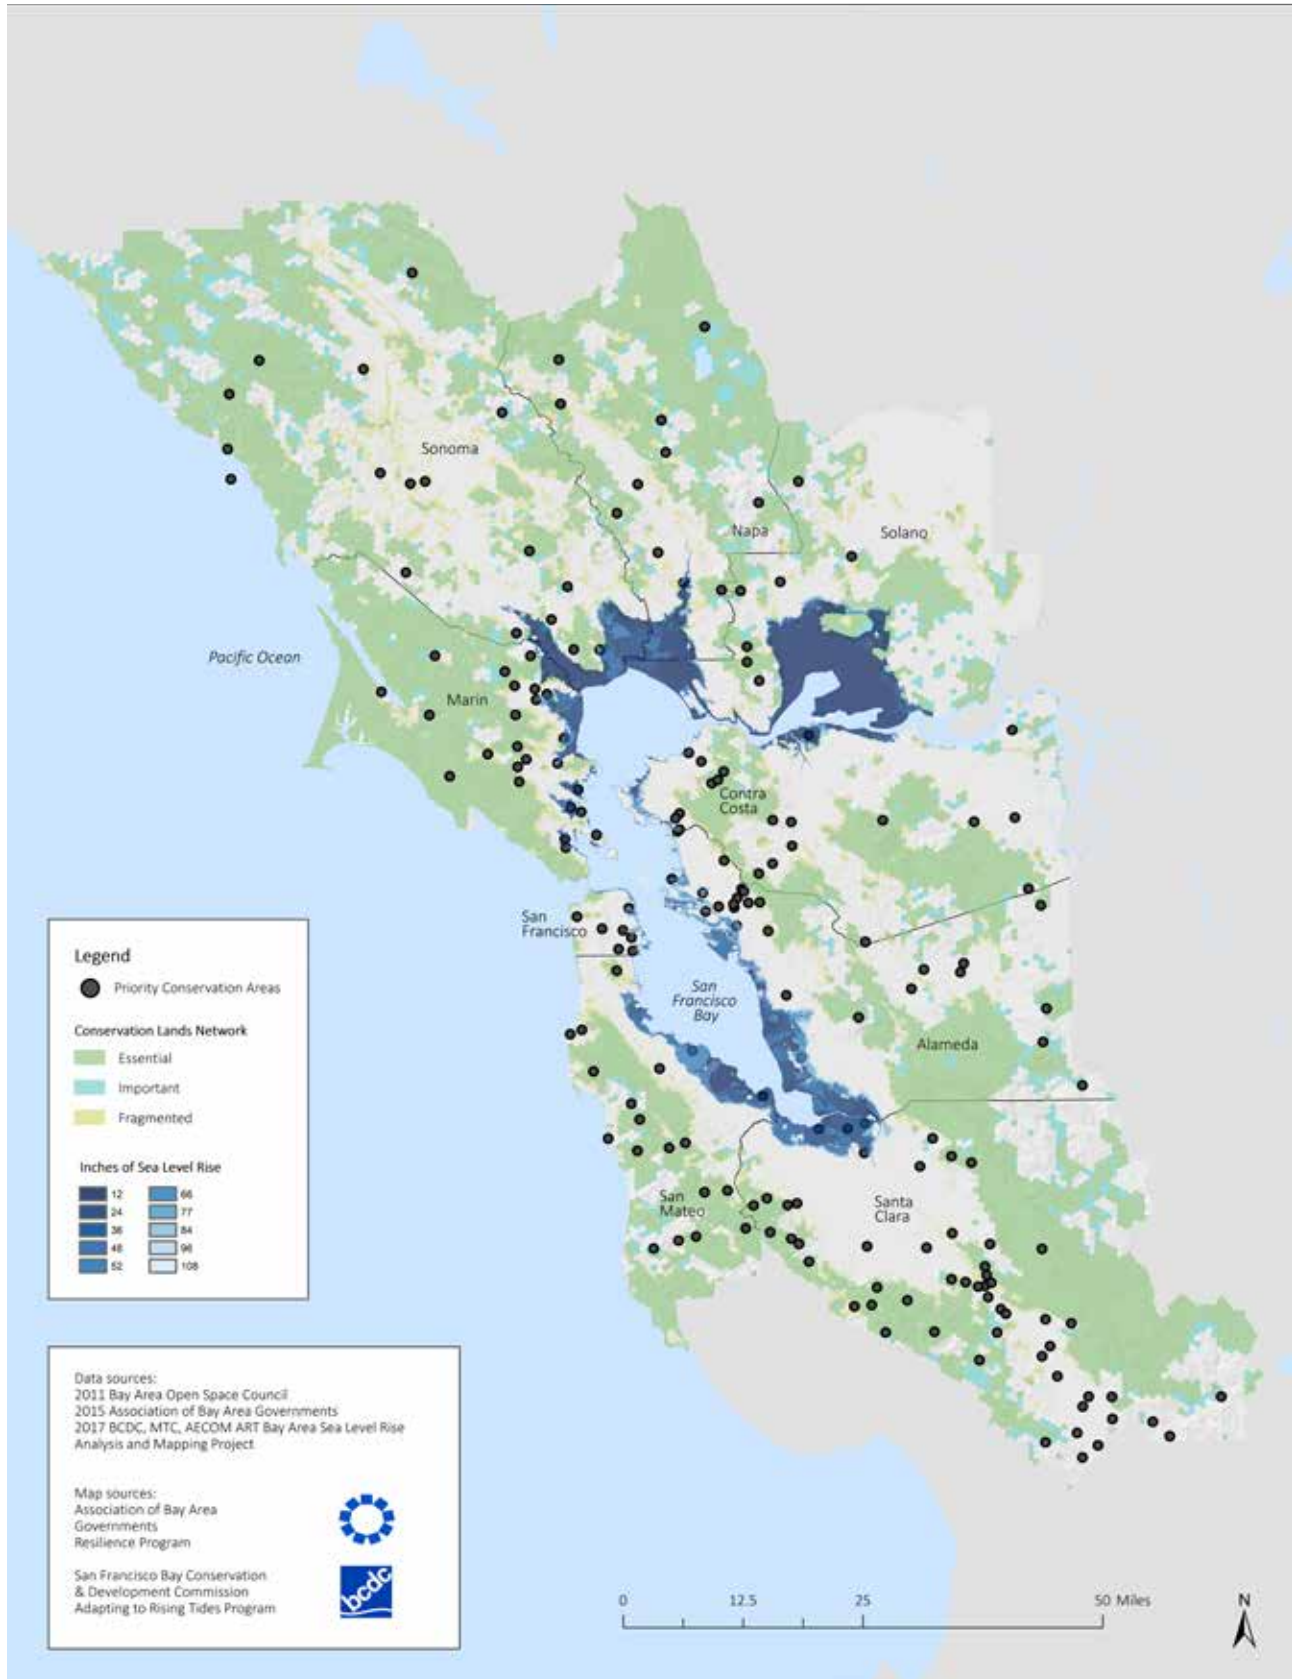 Sonoma
Napa
Solano
Pacific Ocean
Marin
Contra
Costa
San
Francisco
San
Francisco
Bay
Alameda
San
Mateo
Santa
Clara
Legend
Priority Conservation Areas
Conservation Lands Network
Essential
Important
Fragmented
Inches of Sea Level Rise
12 66
24 77
36 84
48 96
52 108
Data sources:
2011 Bay Area Open Space Council
2015 Association of Bay Area Governments
2017 BCDC, MTC, AECOM ART Bay Area Sea Level Rise
Analysis and Mapping Project
Map sources:
Association of Bay Area
Governments
Resilience Program
San Francisco Bay Conservation
& Development Commission
Adapting to Rising Tides Program
bcdc
0 12.5 25 50 Miles
N